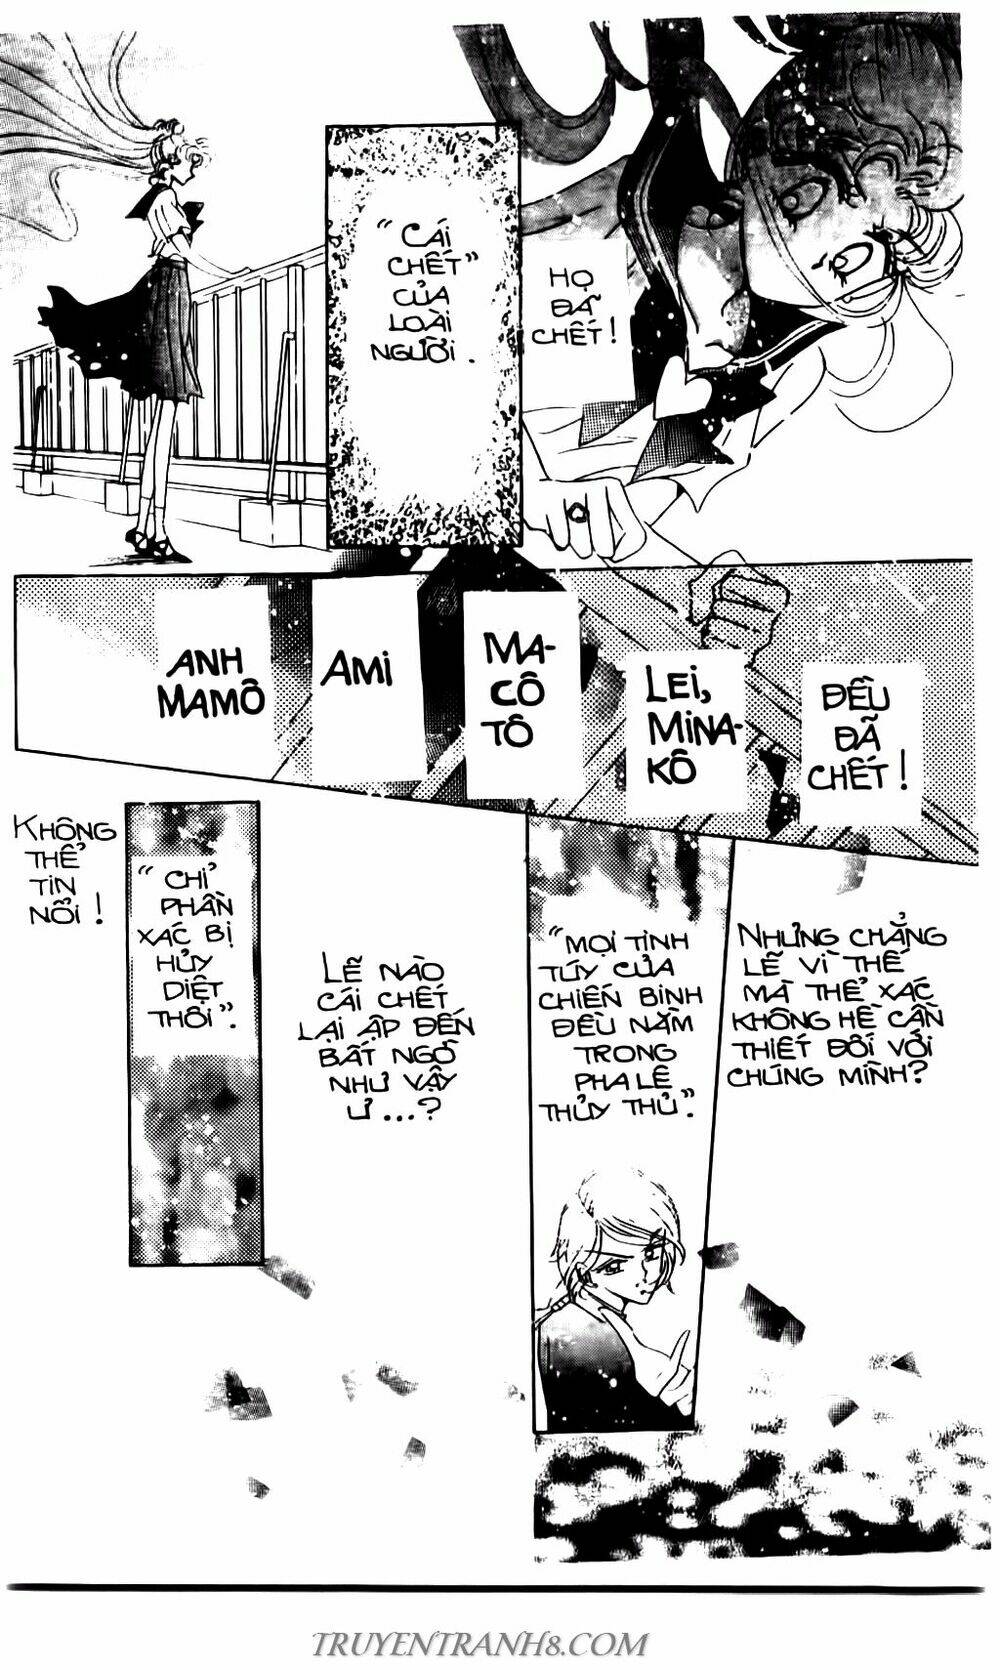 "CÁI
CHẾT"
CỦA
LOÀI
NGƯỜI.
HỌ
ĐÃ
CHẾT!
ANH
MAMÔ
AMI
MA-
CÔ
TÔ
LEI,
MINA-
KÔ
ĐỀU
ĐÃ
CHẾT!
KHÔNG
THỂ
TIN
NỔI!
"CHỈ
PHẦN
XÁC BỊ
HỦY
DIỆT
THÔI".
LẼ NÀO
CÁI CHẾT
LẠI ẬP ĐẾN
BẤT NGỜ
NHƯ VẬY
Ư...?
"MỌI TINH
TÚY CỦA
CHIẾN BINH
ĐỀU NẰM
TRONG
PHA LÊ
THỦY THỦ".
NHƯNG CHẲNG
LẼ VÌ THẾ
MÀ THỂ XÁC
KHÔNG HỀ CẦN
THIẾT ĐỐI VỚI
CHÚNG MÌNH?
TRUYENTRANH8.COM